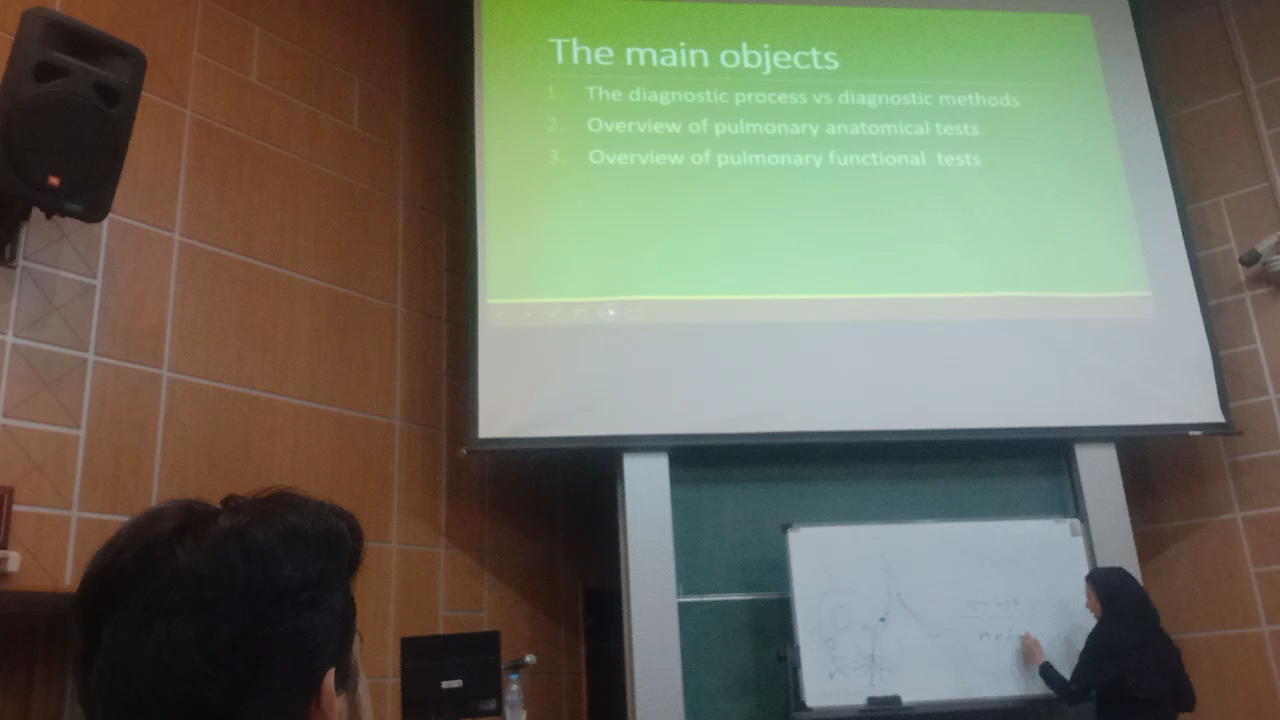 The main objects
1. The diagnostic process vs diagnostic methods
2. Overview of pulmonary anatomical tests
3. Overview of pulmonary functional tests